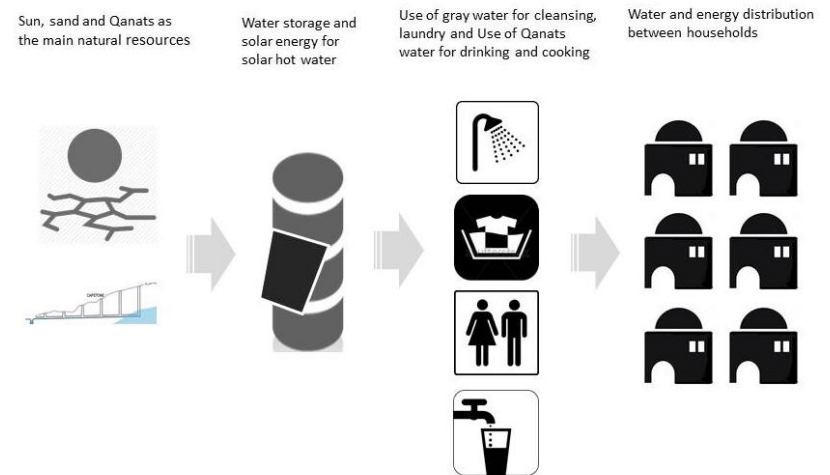 Sun, sand and Qanats as
the main natural resources
Water storage and
solar energy for
solar hot water
Use of gray water for cleansing,
laundry and Use of Qanats
water for drinking and cooking
Water and energy distribution
between households